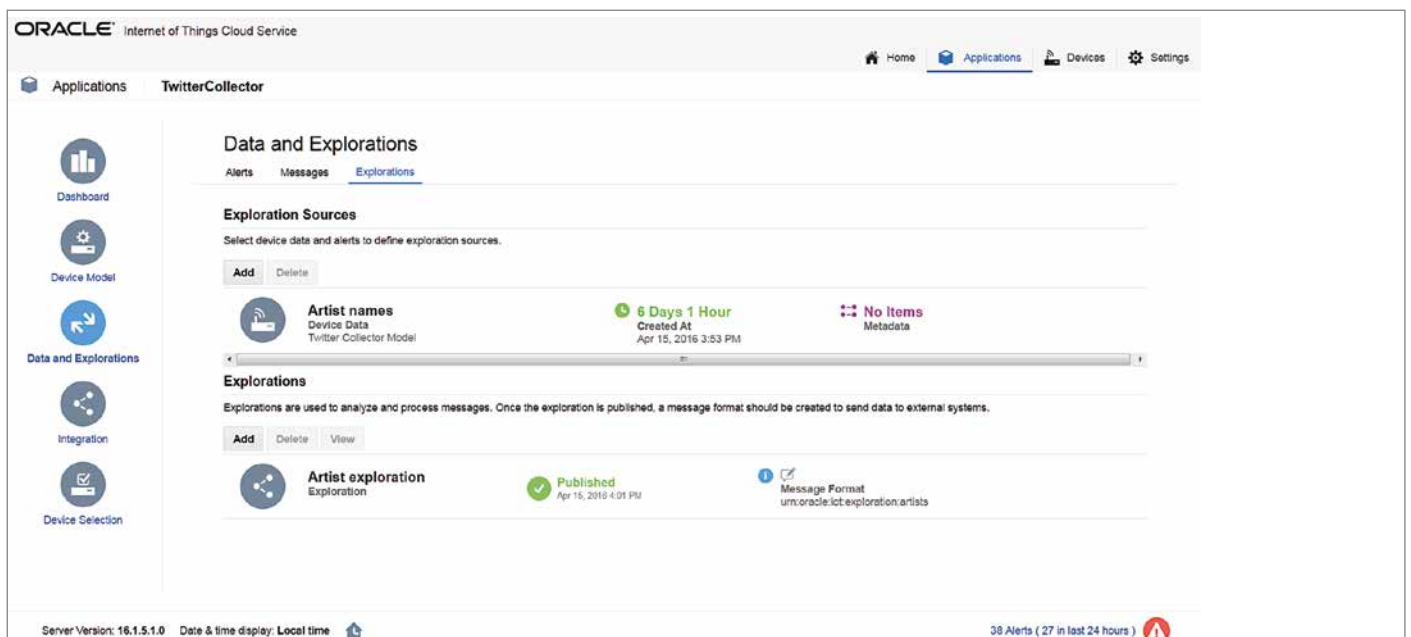 ORACLE® Internet of Things Cloud Service
Home Applications Devices Settings
Applications TwitterCollector
Data and Explorations
Alerts Messages Explorations
Dashboard
Exploration Sources
Select device data and alerts to define exploration sources.
Add Delete
Device Model
Artist names
Device Data
Twitter Collector Model
6 Days 1 Hour
Created At
Apr 15, 2016 3:53 PM
No Items
Metadata
Data and Explorations
Explorations
Explorations are used to analyze and process messages. Once the exploration is published, a message format should be created to send data to external systems.
Add Delete View
Integration
Artist exploration
Exploration
Published
Apr 15, 2016 4:01 PM
Message Format
urn:oracle:iot:exploration:artists
Device Selection
Server Version: 16.1.5.1.0 Date & time display: Local time
38 Alerts ( 27 in last 24 hours )